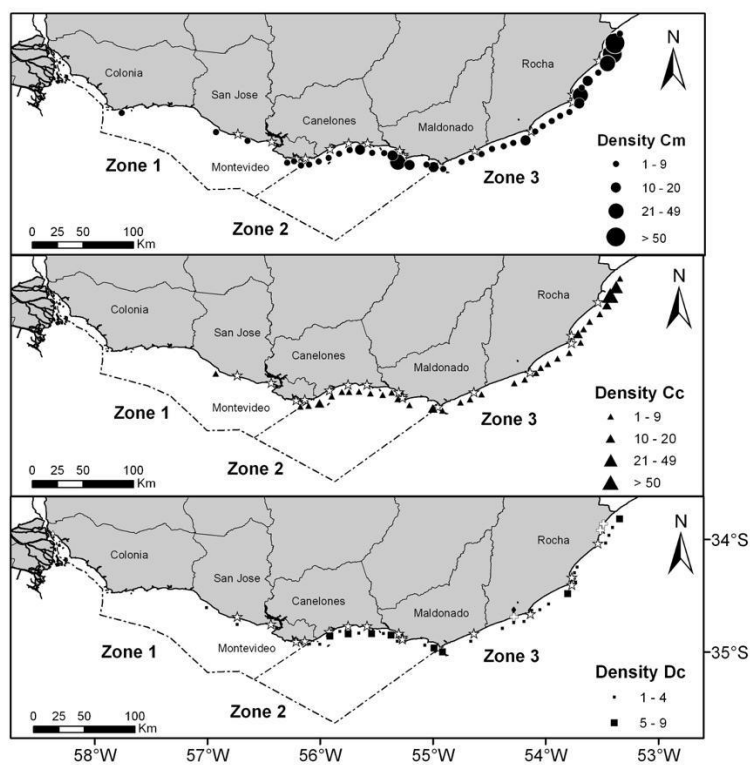 Colonia
San Jose
Canelones
Maldonado
Rocha
Montevideo
Zone 1
Zone 2
Zone 3
N
Density Cm
1 - 9
10 - 20
21 - 49
> 50
0 25 50 100
Km
Colonia
San Jose
Canelones
Maldonado
Rocha
Montevideo
Zone 1
Zone 2
Zone 3
N
Density Cc
1 - 9
10 - 20
21 - 49
> 50
0 25 50 100
Km
Colonia
San Jose
Canelones
Maldonado
Rocha
Montevideo
Zone 1
Zone 2
Zone 3
N
34°S
35°S
Density Dc
1 - 4
5 - 9
0 25 50 100
Km
58°W 57°W 56°W 55°W 54°W 53°W